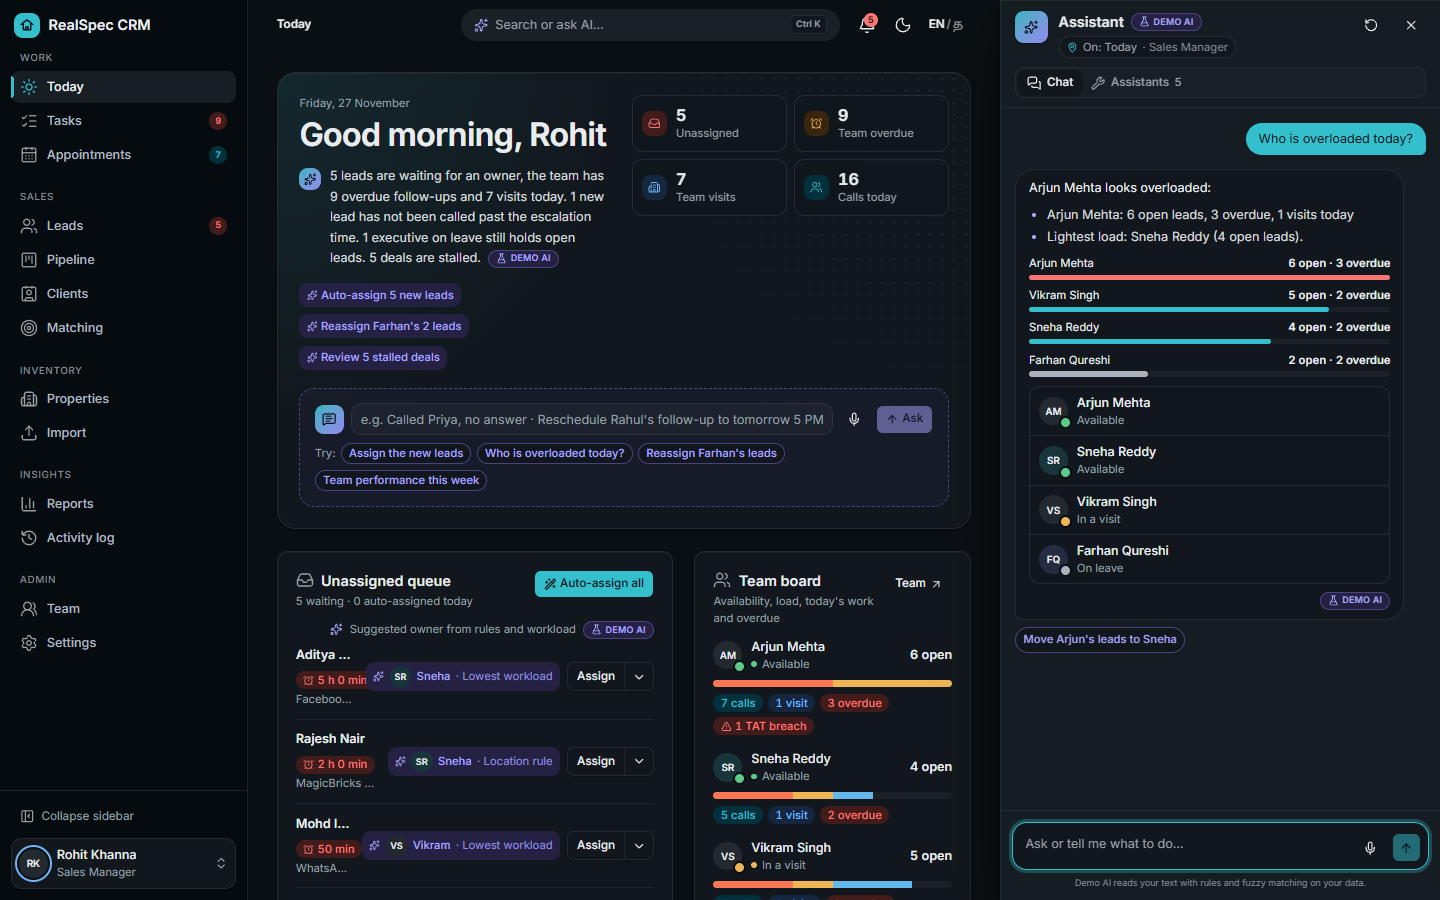 RealSpec CRM
WORK
Today
Tasks 9
Appointments 7
SALES
Leads 5
Pipeline
Clients
Matching
INVENTORY
Properties
Import
INSIGHTS
Reports
Activity log
ADMIN
Team
Settings
Collapse sidebar
RK
Rohit Khanna
Sales Manager
Today
Search or ask AI... Ctrl K
5
EN / த
Friday, 27 November
Good morning, Rohit
5 leads are waiting for an owner, the team has
9 overdue follow-ups and 7 visits today. 1 new
lead has not been called past the escalation
time. 1 executive on leave still holds open
leads. 5 deals are stalled. DEMO AI
5
Unassigned
9
Team overdue
7
Team visits
16
Calls today
Auto-assign 5 new leads
Reassign Farhan's 2 leads
Review 5 stalled deals
e.g. Called Priya, no answer · Reschedule Rahul's follow-up to tomorrow 5 PM
Ask
Try: Assign the new leads Who is overloaded today? Reassign Farhan's leads
Team performance this week
Unassigned queue
5 waiting · 0 auto-assigned today
Auto-assign all
Suggested owner from rules and workload DEMO AI
Aditya ...
5 h 0 min SR Sneha · Lowest workload Assign
Faceboo...
Rajesh Nair
2 h 0 min SR Sneha · Location rule Assign
MagicBricks ...
Mohd I...
50 min VS Vikram · Lowest workload Assign
WhatsA...
Team board
Team
Availability, load, today's work
and overdue
AM Arjun Mehta 6 open
Available
7 calls 1 visit 3 overdue
1 TAT breach
SR Sneha Reddy 4 open
Available
5 calls 1 visit 2 overdue
VS Vikram Singh 5 open
In a visit
Assistant DEMO AI
On: Today · Sales Manager
Chat
Assistants 5
Who is overloaded today?
Arjun Mehta looks overloaded:
• Arjun Mehta: 6 open leads, 3 overdue, 1 visits today
• Lightest load: Sneha Reddy (4 open leads).
Arjun Mehta 6 open · 3 overdue
Vikram Singh 5 open · 2 overdue
Sneha Reddy 4 open · 2 overdue
Farhan Qureshi 2 open · 2 overdue
AM Arjun Mehta
Available
SR Sneha Reddy
Available
VS Vikram Singh
In a visit
FQ Farhan Qureshi
On leave
DEMO AI
Move Arjun's leads to Sneha
Ask or tell me what to do...
Demo AI reads your text with rules and fuzzy matching on your data.